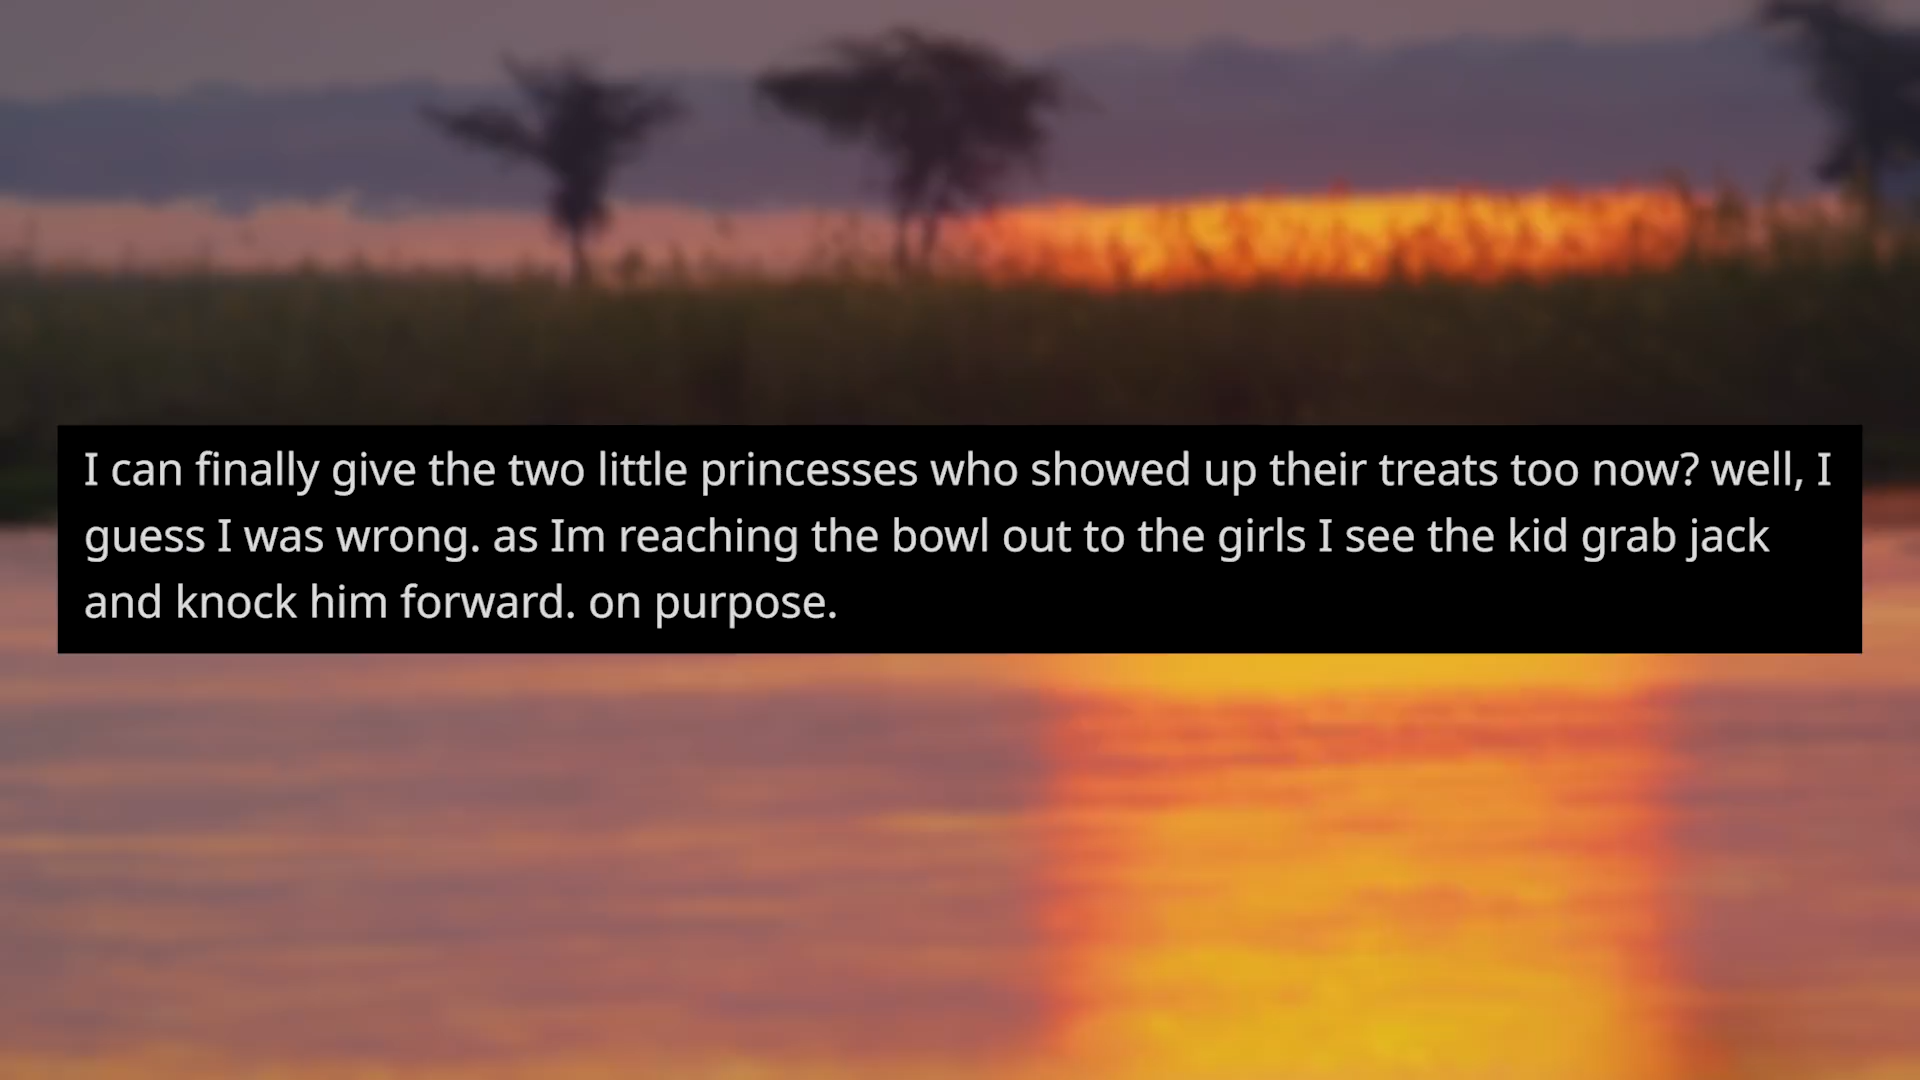 I can finally give the two little princesses who showed up their treats too now? well, I
guess I was wrong. as Im reaching the bowl out to the girls I see the kid grab jack
and knock him forward. on purpose.